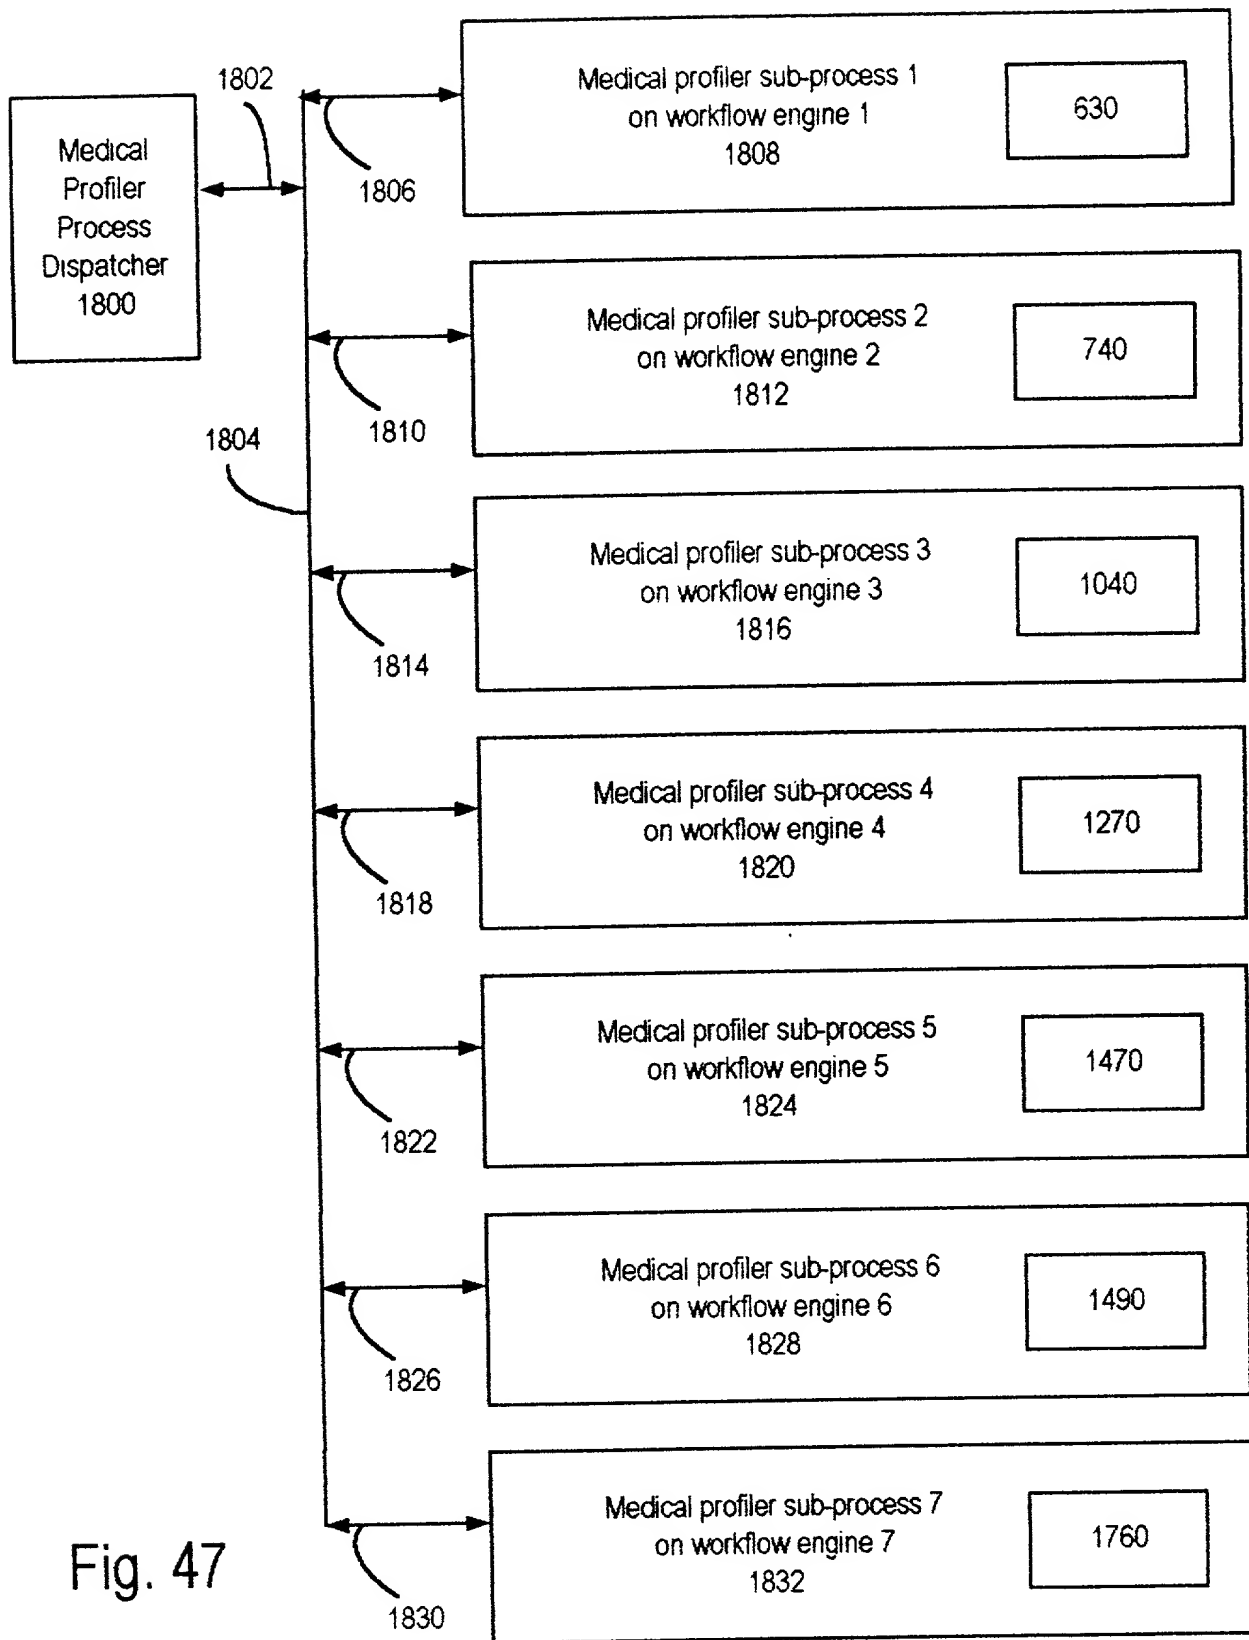 1802
Medical
Profiler
Process
Dispatcher
1800
Medical profiler sub-process 1
on workflow engine 1
1808
630
1806
Medical profiler sub-process 2
on workflow engine 2
1812
740
1810
1804
Medical profiler sub-process 3
on workflow engine 3
1816
1040
1814
Medical profiler sub-process 4
on workflow engine 4
1820
1270
1818
Medical profiler sub-process 5
on workflow engine 5
1824
1470
1822
Medical profiler sub-process 6
on workflow engine 6
1828
1490
1826
Medical profiler sub-process 7
on workflow engine 7
1832
1760
1830
Fig. 47